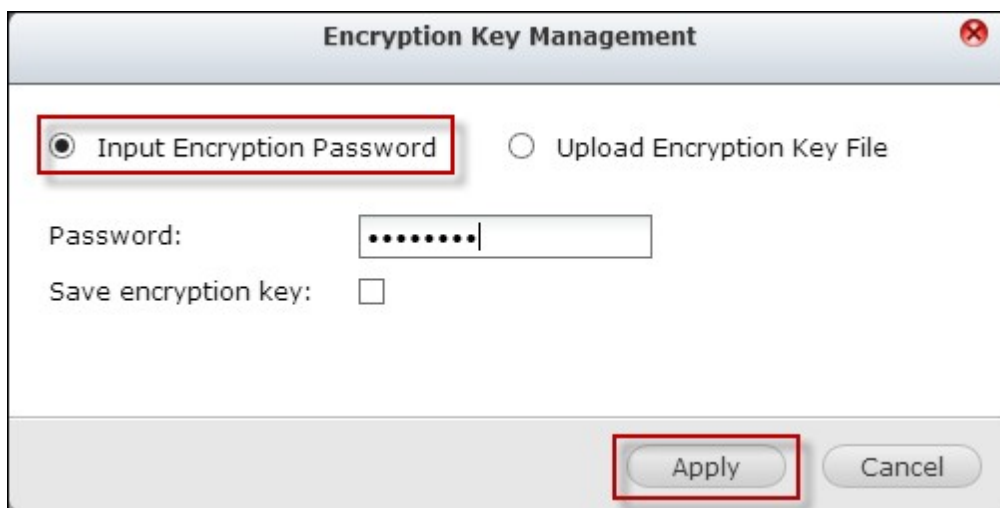 Encryption Key Management
Input Encryption Password Upload Encryption Key File
Password: ••••••••
Save encryption key:
Apply Cancel